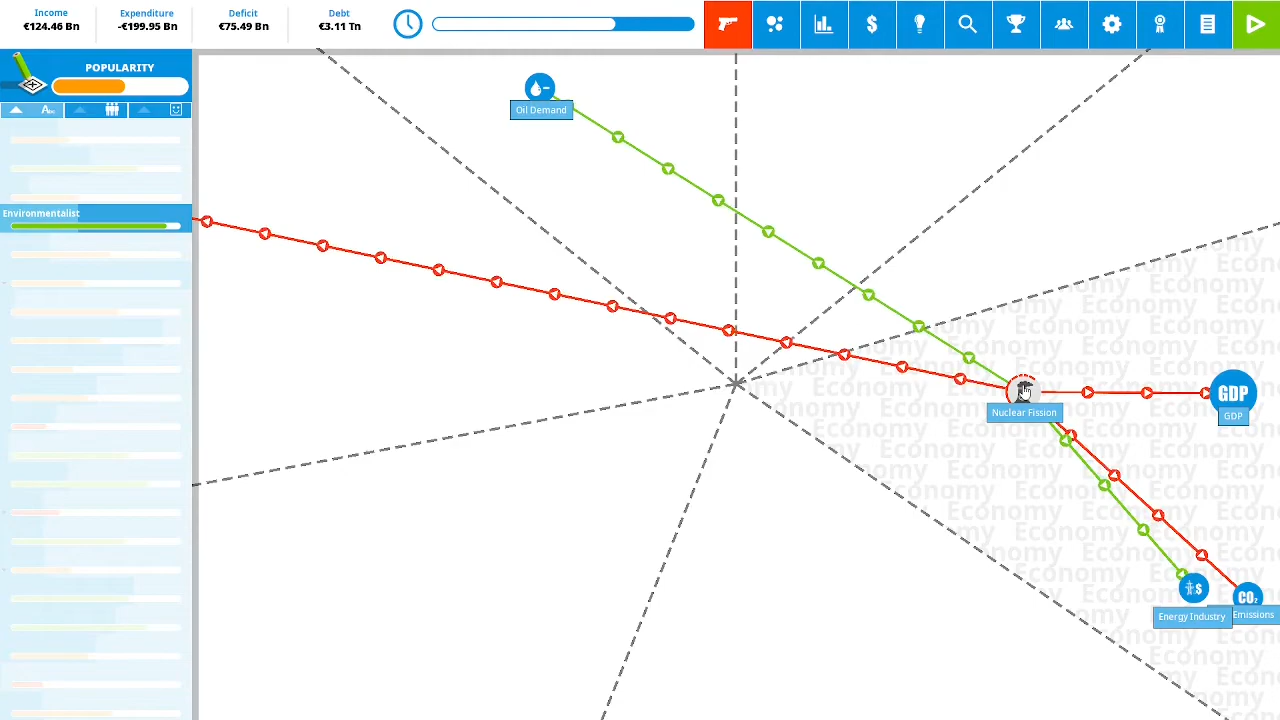 Income
€124.46 Bn
Expenditure
-€199.95 Bn
Deficit
€75.49 Bn
Debt
€3.11 Tn
$
POPULARITY
Abc
Environmentalist
Oil Demand
Nuclear Fission
GDP
GDP
$
Energy Industry
CO₂
Emissions
Economy